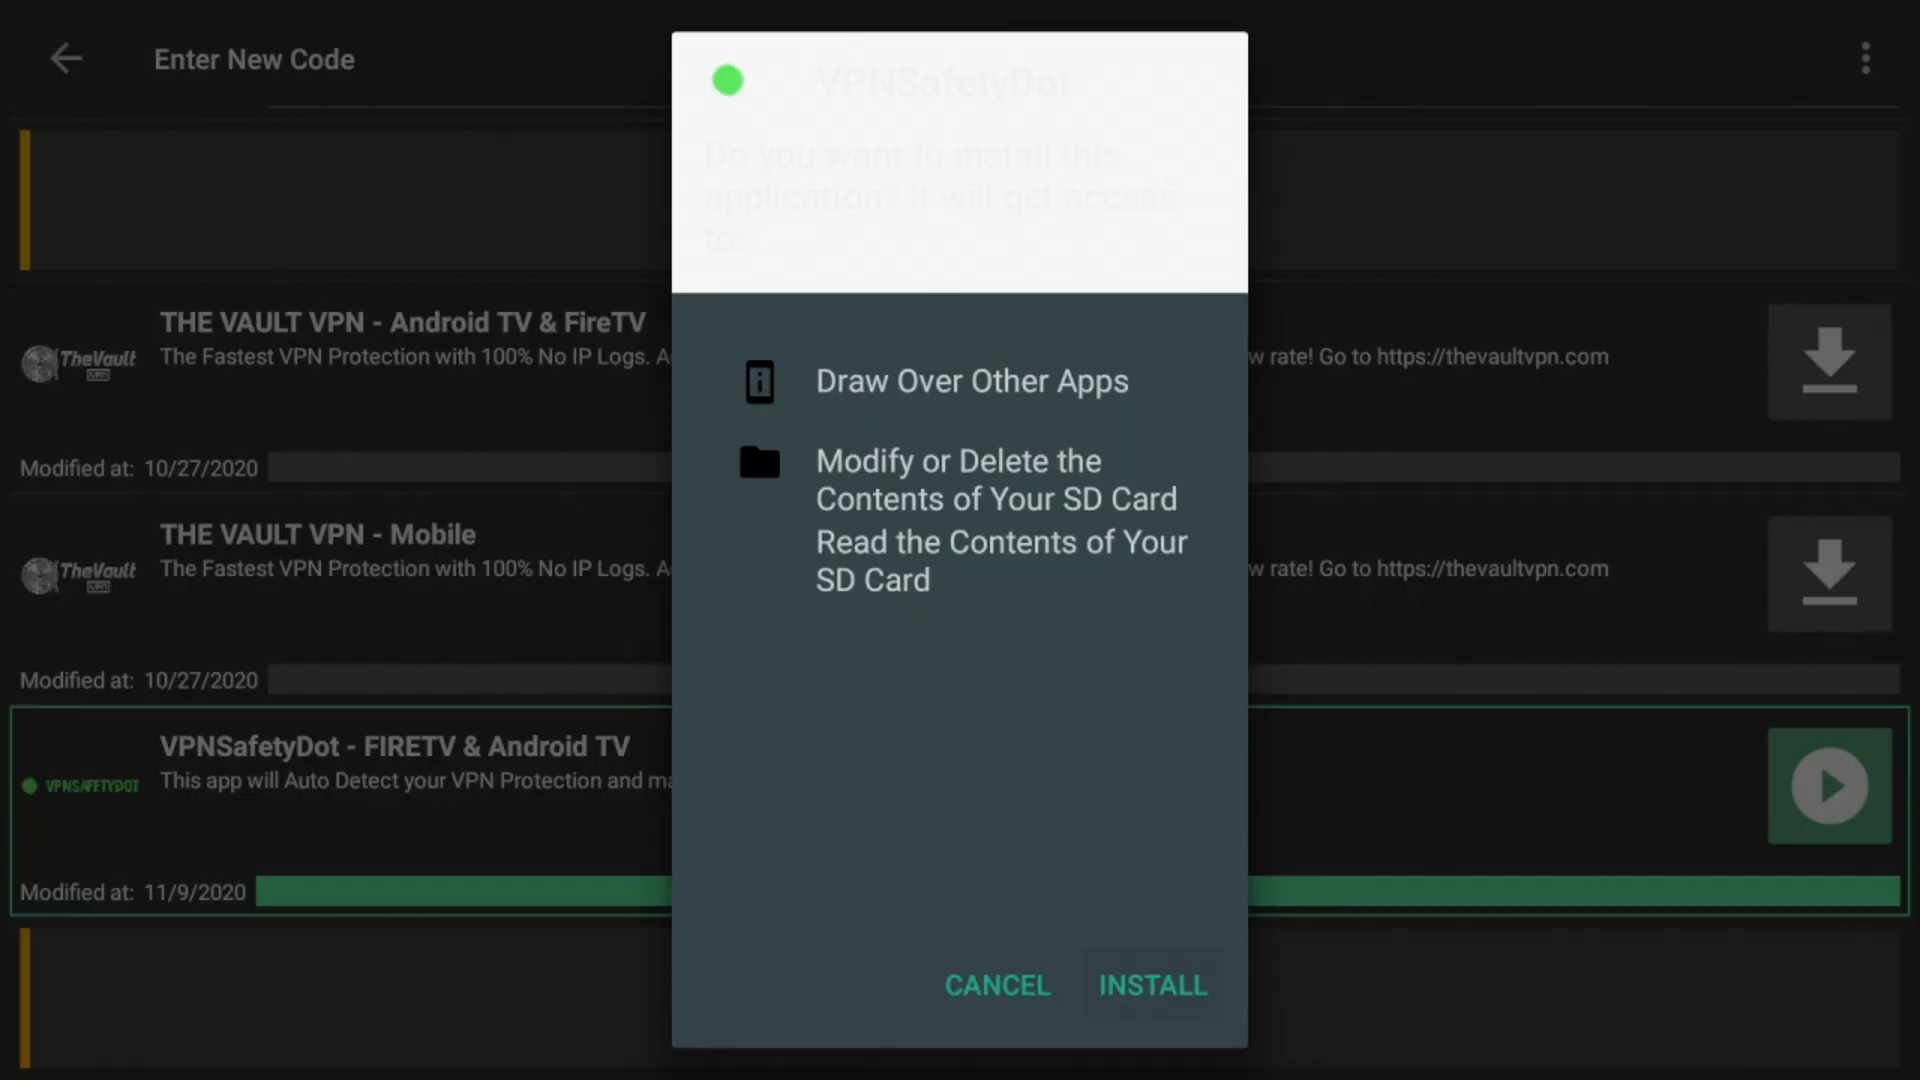 Enter New Code
VPNSafetyDot
Do you want to install this
application? It will get access
to:
THE VAULT VPN - Android TV & FireTV
TheVault
VPN
The Fastest VPN Protection with 100% No IP Logs. A
w rate! Go to https://thevaultvpn.com
Modified at: 10/27/2020
Draw Over Other Apps
Modify or Delete the
Contents of Your SD Card
Read the Contents of Your
SD Card
THE VAULT VPN - Mobile
TheVault
VPN
The Fastest VPN Protection with 100% No IP Logs. A
w rate! Go to https://thevaultvpn.com
Modified at: 10/27/2020
VPNSafetyDot - FIRETV & Android TV
VPNSAFETYDOT
This app will Auto Detect your VPN Protection and ma
Modified at: 11/9/2020
CANCEL
INSTALL